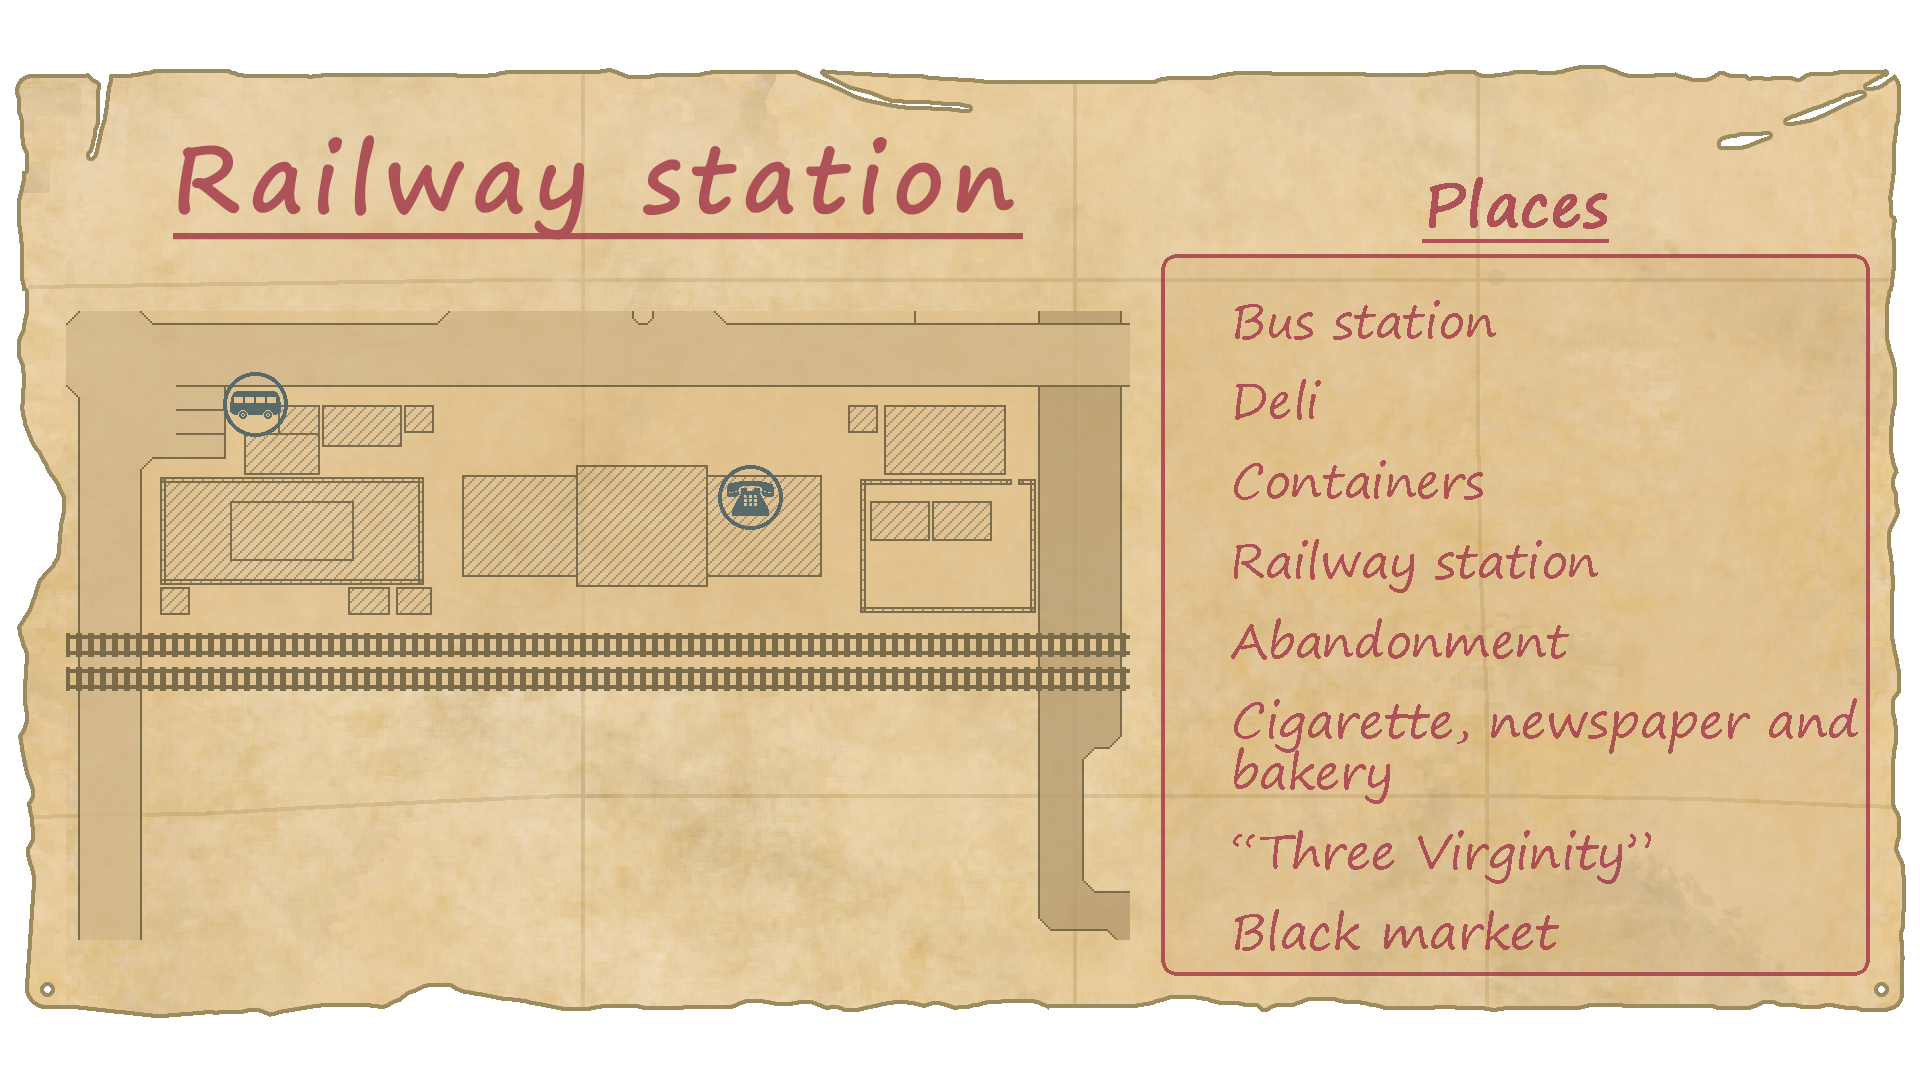 Railway station
Places
Bus station
Deli
Containers
Railway station
Abandonment
Cigarette, newspaper and
bakery
“Three Virginity”
Black market